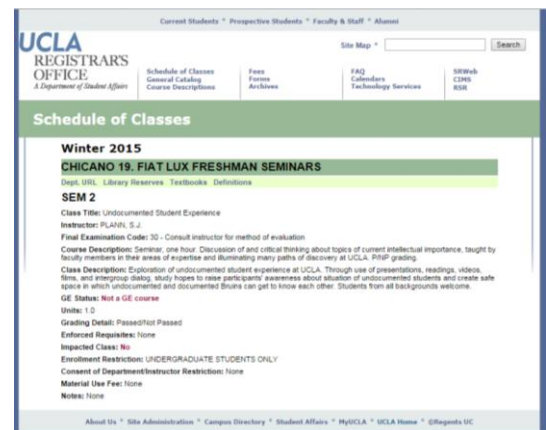 Current Students * Prospective Students * Faculty & Staff * Alumni
UCLA
REGISTRAR'S
OFFICE
A Department of Student Affairs
Site Map *
Search
Schedule of Classes
General Catalog
Course Descriptions
Fees
Forms
Archives
FAQ
Calendars
Technology Services
SRWeb
CIMS
RSR
Schedule of Classes
Winter 2015
CHICANO 19. FIAT LUX FRESHMAN SEMINARS
Dept. URL Library Reserves Textbooks Definitions
SEM 2
Class Title: Undocumented Student Experience
Instructor: PLANN, S.J.
Final Examination Code: 30 - Consult instructor for method of evaluation
Course Description: Seminar, one hour. Discussion of and critical thinking about topics of current intellectual importance, taught by
faculty members in their areas of expertise and illuminating many paths of discovery at UCLA. P/NP grading.
Class Description: Exploration of undocumented student experience at UCLA. Through use of presentations, readings, videos,
films, and intergroup dialog, study hopes to raise participants' awareness about situation of undocumented students and create safe
space in which undocumented and documented Bruins can get to know each other. Students from all backgrounds welcome.
GE Status: Not a GE course
Units: 1.0
Grading Detail: Passed/Not Passed
Enforced Requisites: None
Impacted Class: No
Enrollment Restriction: UNDERGRADUATE STUDENTS ONLY
Consent of Department/Instructor Restriction: None
Material Use Fee: None
Notes: None
About Us * Site Administration * Campus Directory * Student Affairs * MyUCLA * UCLA Home * ©Regents UC